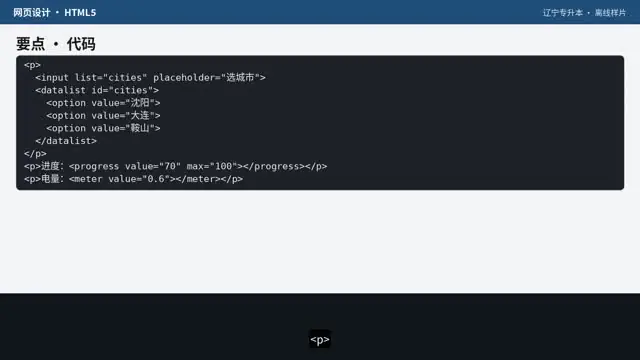 网页设计 • HTML5
辽宁专升本 • 离线样片
要点 • 代码
<p>
  <input list="cities" placeholder="选城市">
  <datalist id="cities">
    <option value="沈阳">
    <option value="大连">
    <option value="鞍山">
  </datalist>
</p>
<p>进度: <progress value="70" max="100"></progress></p>
<p>电量: <meter value="0.6"></meter></p>
<p>